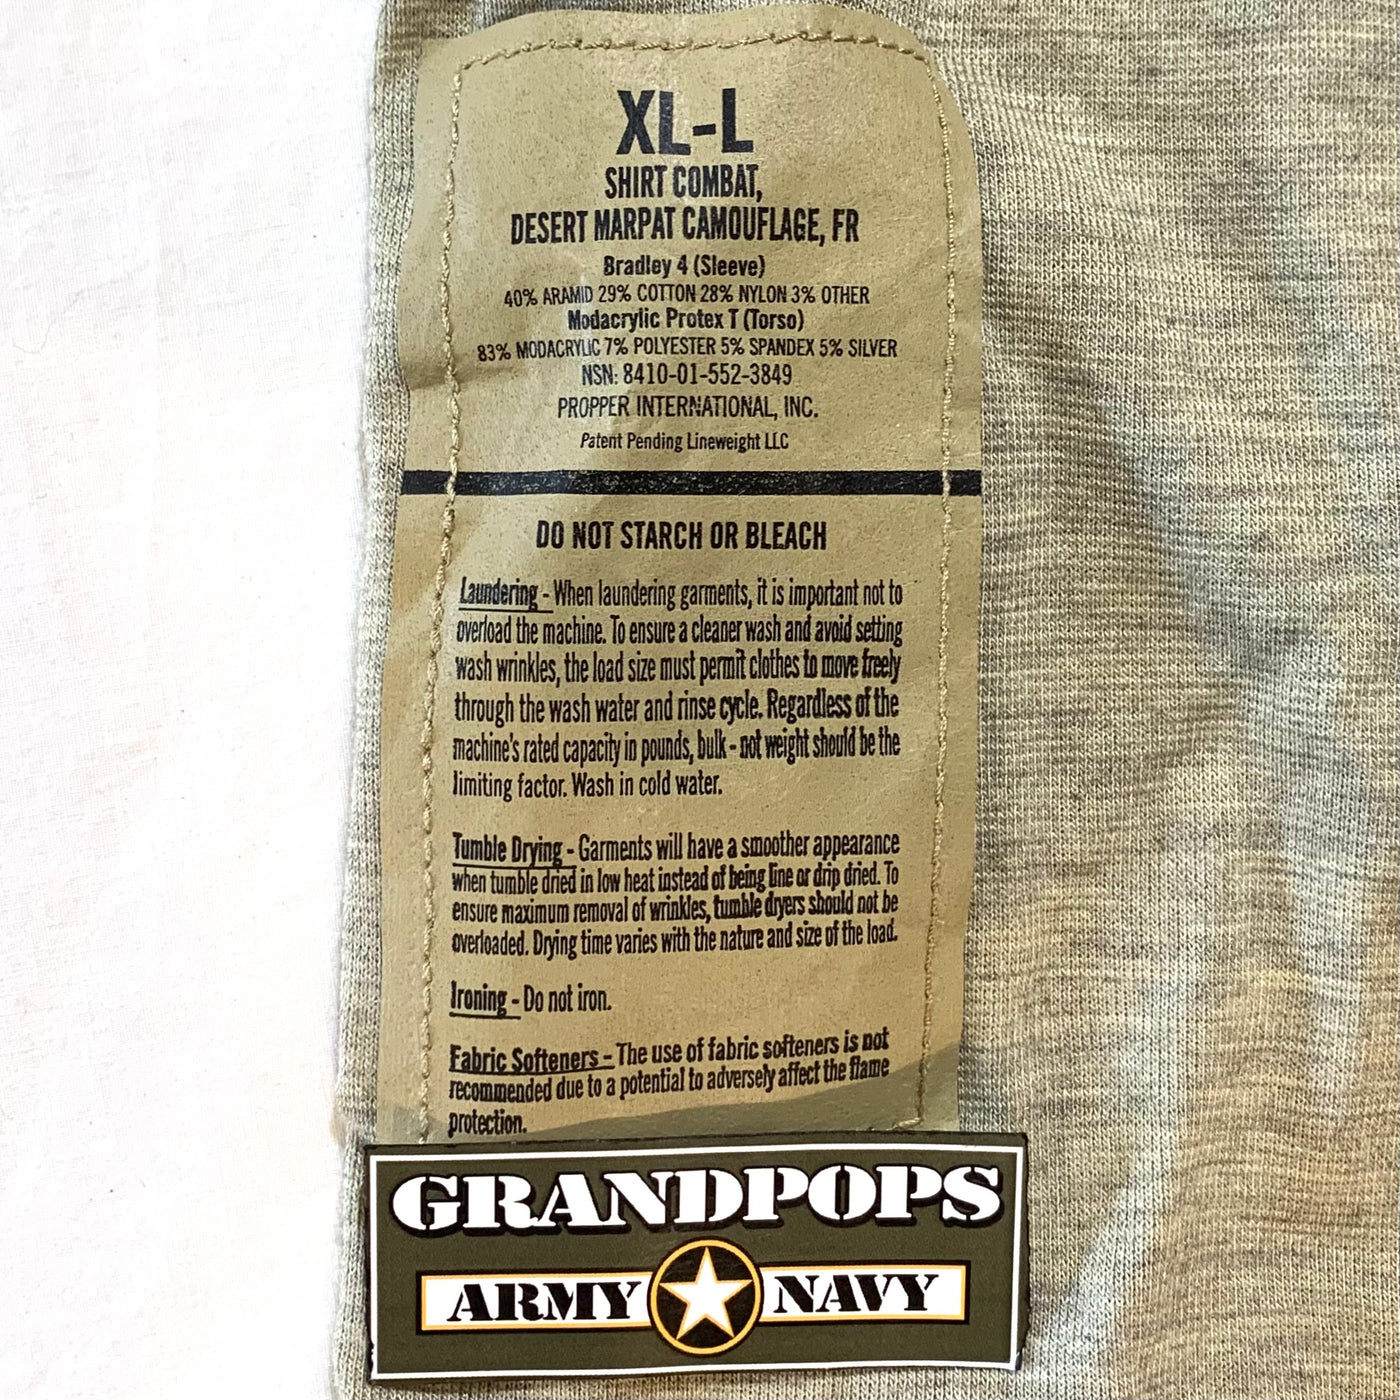 XL-L
SHIRT COMBAT,
DESERT MARPAT CAMOUFLAGE, FR
Bradley 4 (Sleeve)
40% ARAMID 29% COTTON 28% NYLON 3% OTHER
Modacrylic Protex T (Torso)
83% MODACRYLIC 7% POLYESTER 5% SPANDEX 5% SILVER
NSN: 8410-01-552-3849
PROPPER INTERNATIONAL, INC.
Patent Pending Lineweight LLC
DO NOT STARCH OR BLEACH
Laundering - When laundering garments, it is important not to
overload the machine. To ensure a cleaner wash and avoid setting
wash wrinkles, the load size must permit clothes to move freely
through the wash water and rinse cycle. Regardless of the
machine's rated capacity in pounds, bulk - not weight should be the
limiting factor. Wash in cold water.
Tumble Drying - Garments will have a smoother appearance
when tumble dried in low heat instead of being line or drip dried. To
ensure maximum removal of wrinkles, tumble dryers should not be
overloaded. Drying time varies with the nature and size of the load.
Ironing - Do not iron.
Fabric Softeners - The use of fabric softeners is not
recommended due to a potential to adversely affect the flame
protection.
GRANDPOPS
ARMY NAVY